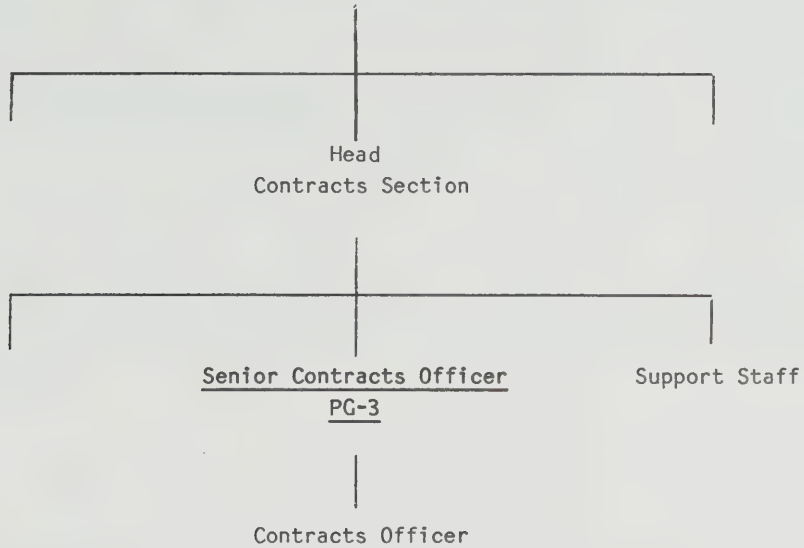 Head
Contracts Section
Senior Contracts Officer
PG-3
Support Staff
Contracts Officer